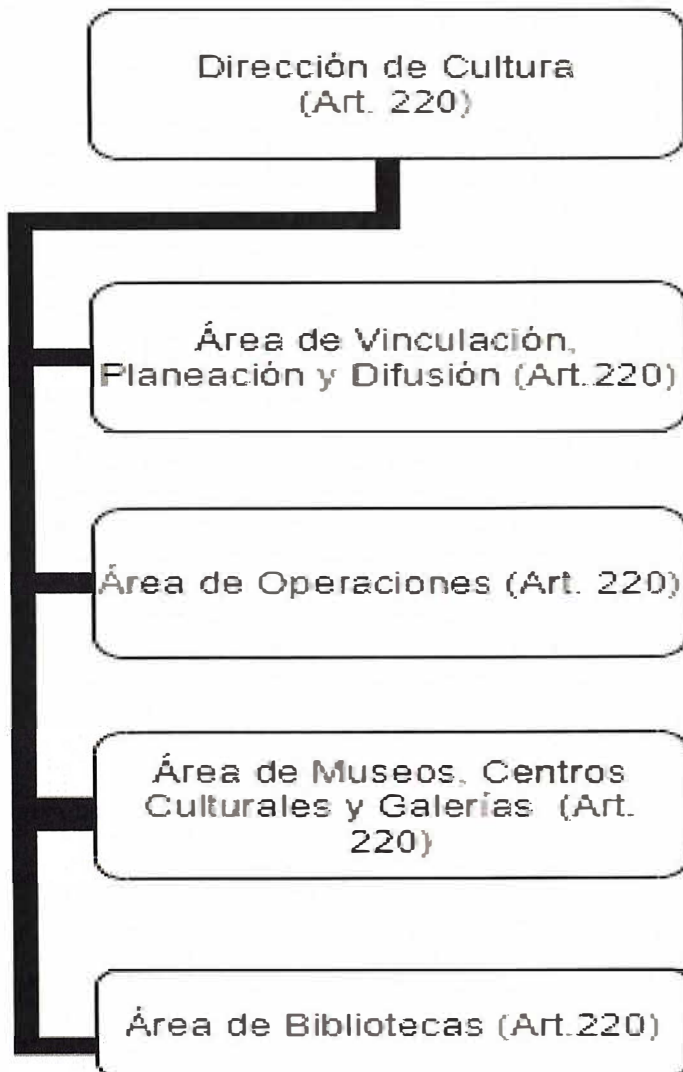 Dirección de Cultura
(Art. 220)
Área de Vinculación,
Planeación y Difusión (Art.220)
Área de Operaciones (Art. 220)
Área de Museos, Centros
Culturales y Galerías (Art.
220)
Área de Bibliotecas (Art.220)